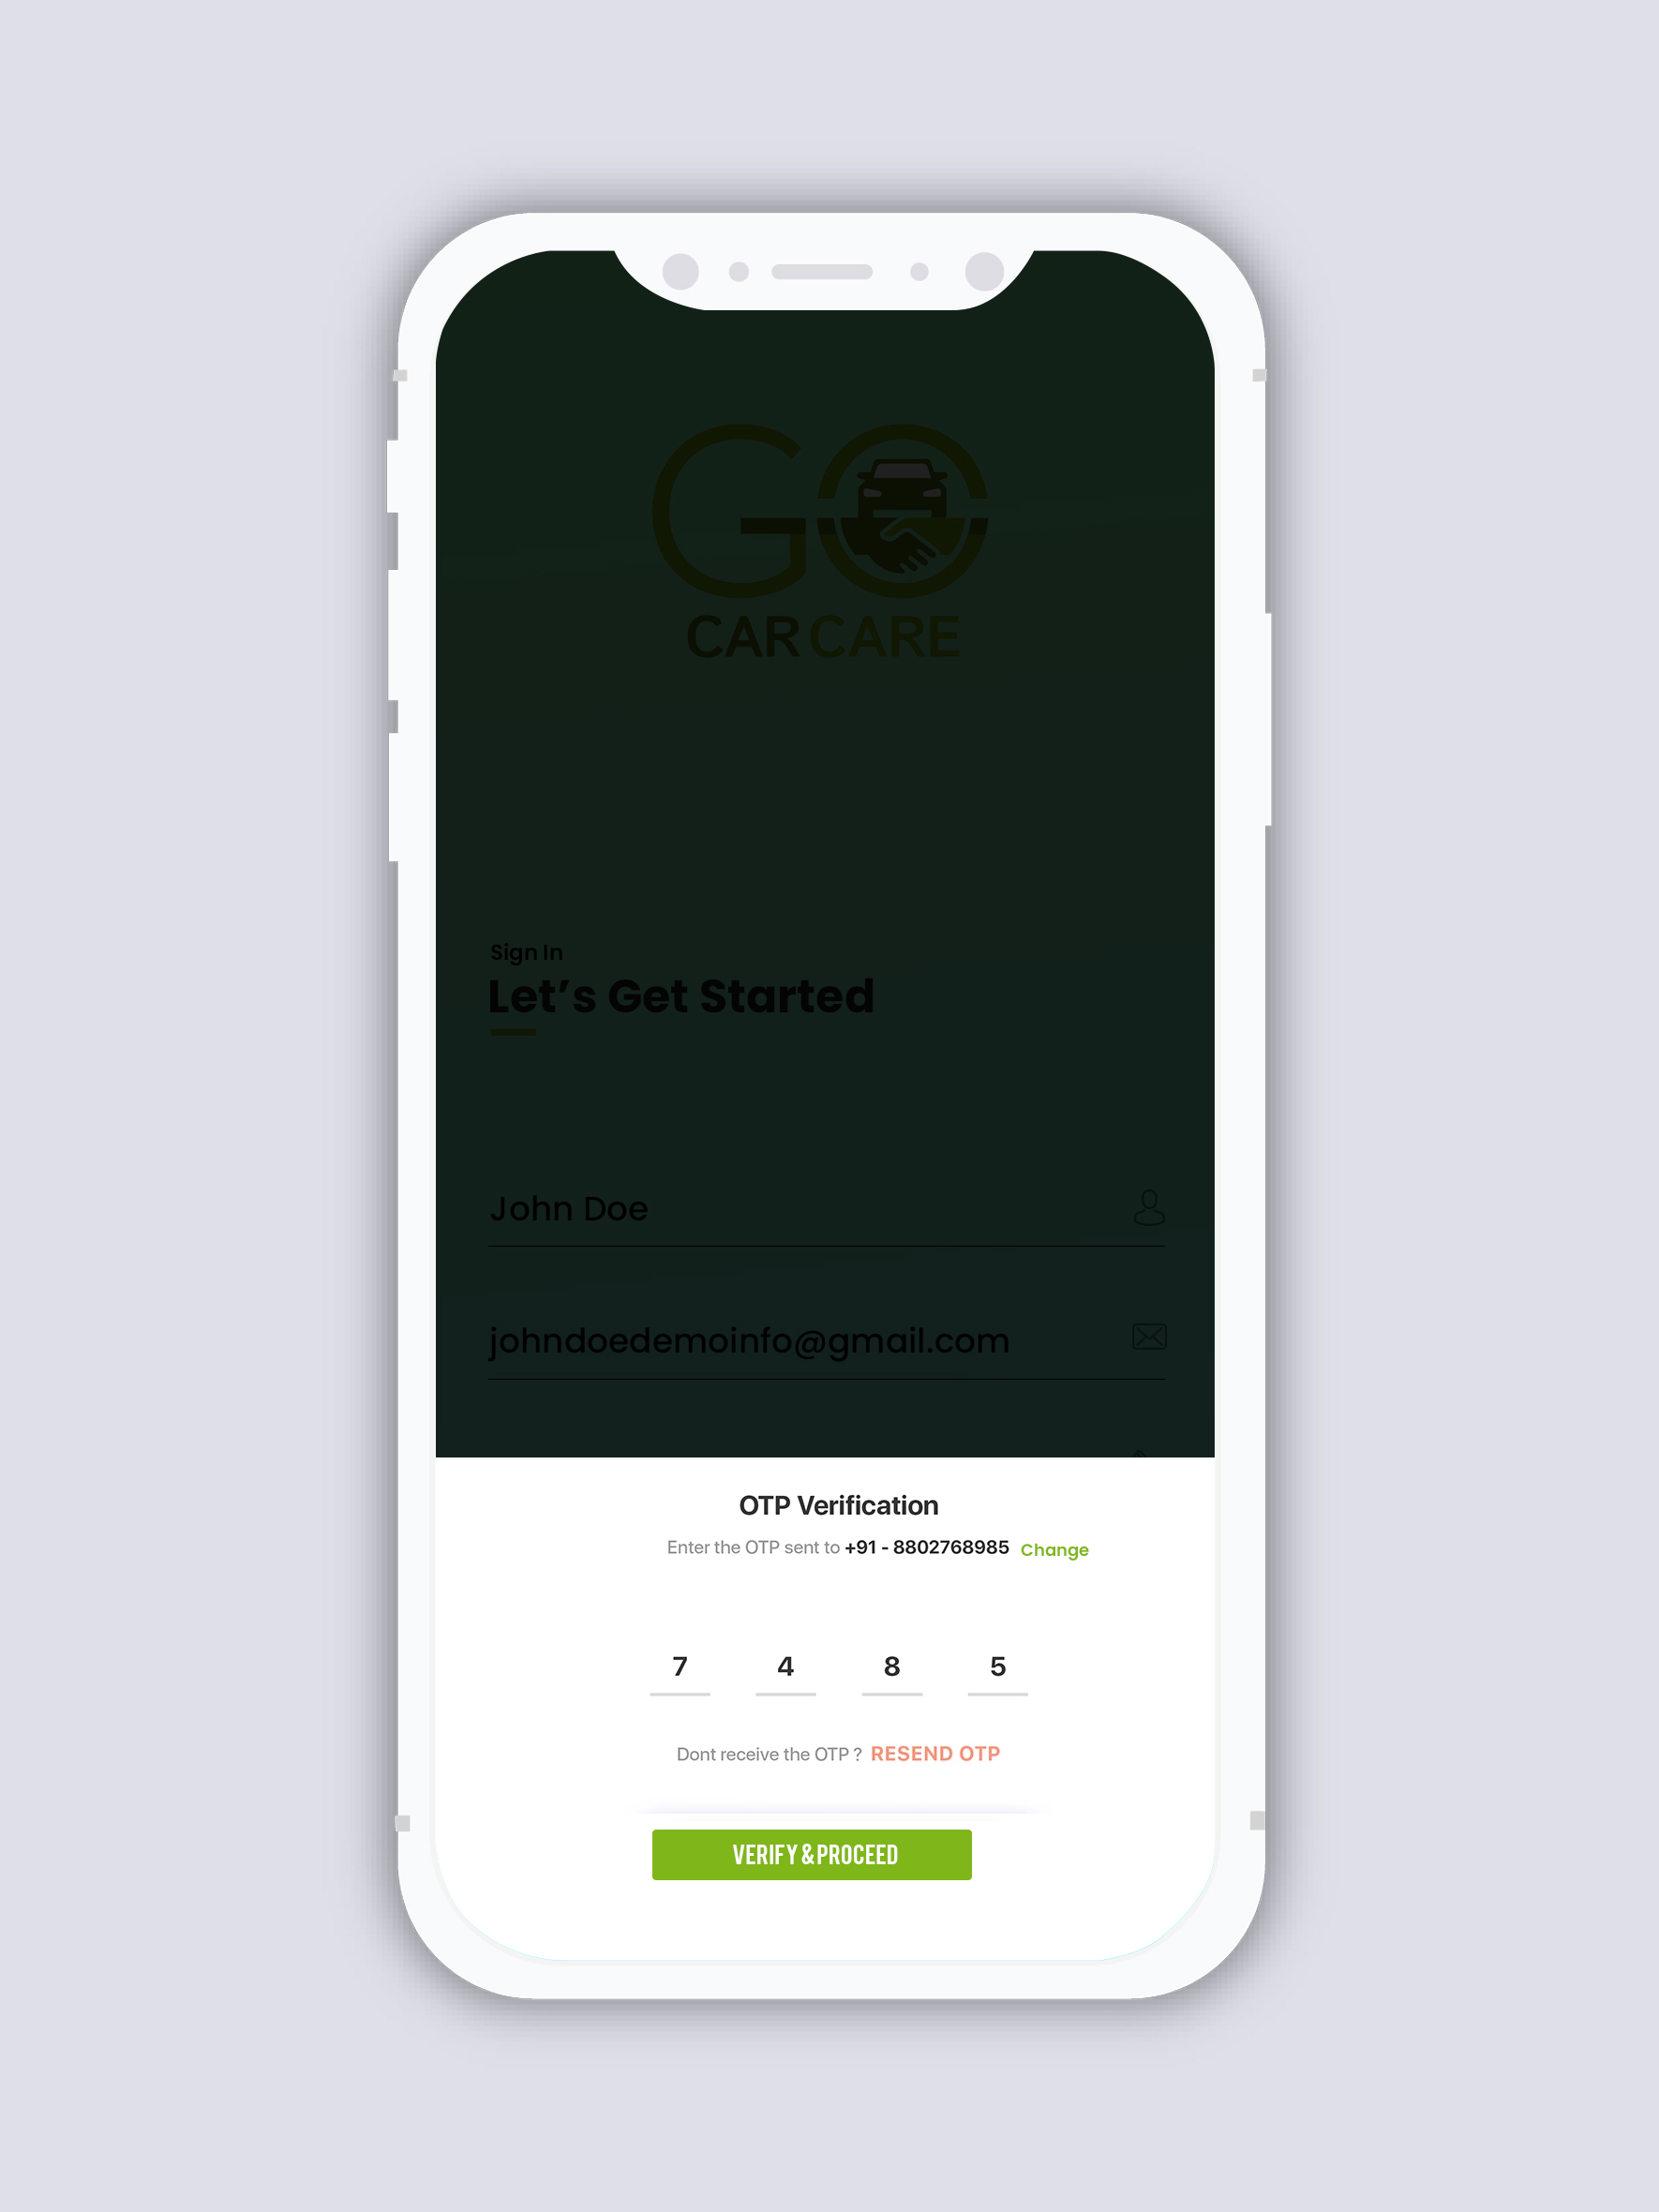 GO
CAR CARE
Sign In
Let’s Get Started
John Doe
johndoedemoinfo@gmail.com
OTP Verification
Enter the OTP sent to +91 - 8802768985 Change
7 4 8 5
Dont receive the OTP ? RESEND OTP
VERIFY & PROCEED